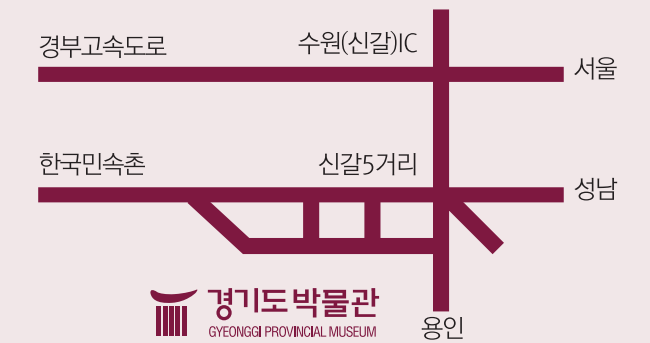 경부고속도로
수원(신갈)IC
서울
한국민속촌
신갈5거리
성남
경기도박물관
GYEONGGI PROVINCIAL MUSEUM
용인